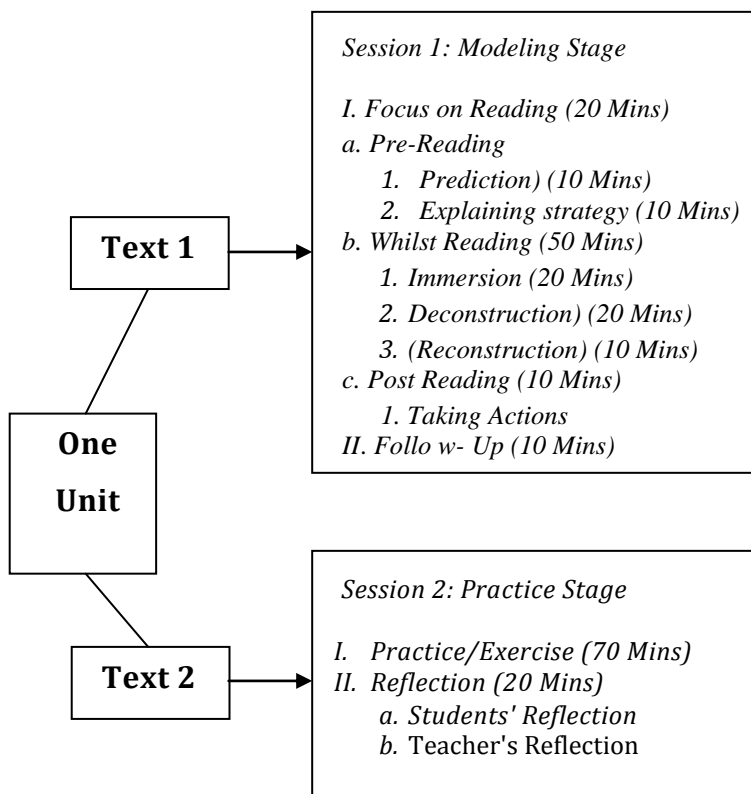 Session 1: Modeling Stage
I. Focus on Reading (20 Mins)
a. Pre-Reading
1. Prediction) (10 Mins)
2. Explaining strategy (10 Mins)
b. Whilst Reading (50 Mins)
1. Immersion (20 Mins)
2. Deconstruction) (20 Mins)
3. (Reconstruction) (10 Mins)
c. Post Reading (10 Mins)
1. Taking Actions
II. Follo w- Up (10 Mins)
Text 1
One
Unit
Text 2
Session 2: Practice Stage
I. Practice/Exercise (70 Mins)
II. Reflection (20 Mins)
a. Students' Reflection
b. Teacher's Reflection